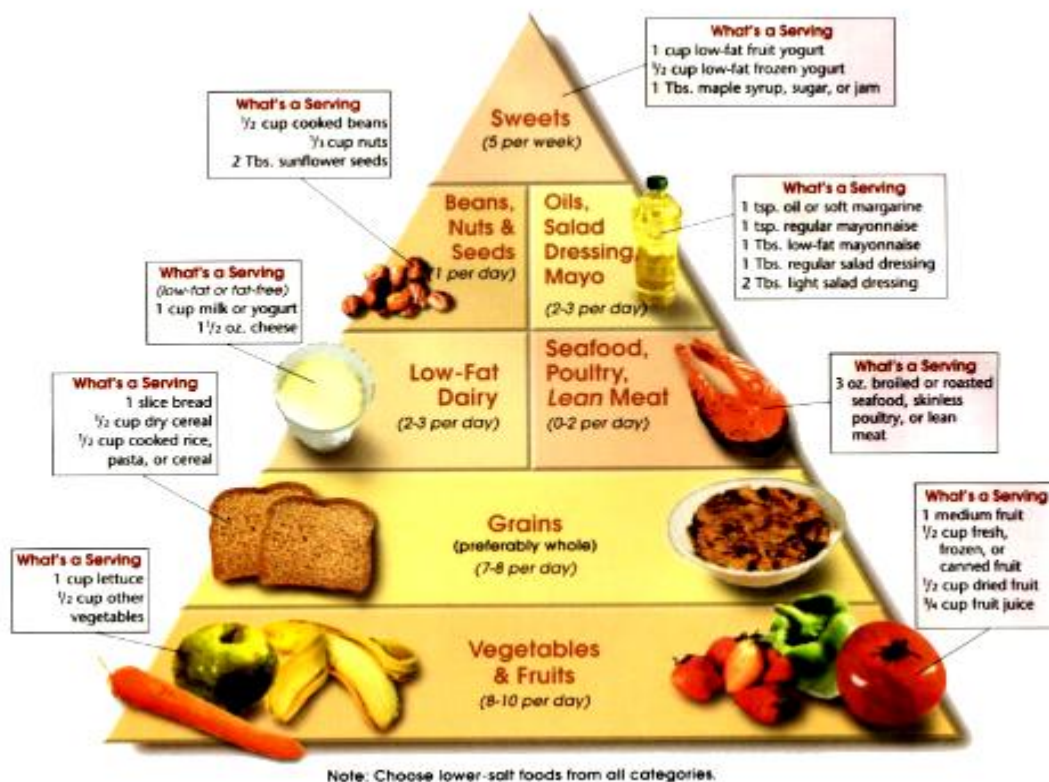 What's a Serving
1 cup low-fat fruit yogurt
½ cup low-fat frozen yogurt
1 Tbs. maple syrup, sugar, or jam
Sweets
(5 per week)
What's a Serving
½ cup cooked beans
⅓ cup nuts
2 Tbs. sunflower seeds
Beans,
Nuts &
Seeds
(1 per day)
Oils,
Salad
Dressing,
Mayo
(2-3 per day)
What's a Serving
1 tsp. oil or soft margarine
1 tsp. regular mayonnaise
1 Tbs. low-fat mayonnaise
1 Tbs. regular salad dressing
2 Tbs. light salad dressing
What's a Serving
(low-fat or fat-free)
1 cup milk or yogurt
1½ oz. cheese
Low-Fat
Dairy
(2-3 per day)
Seafood,
Poultry,
Lean Meat
(0-2 per day)
What's a Serving
3 oz. broiled or roasted
seafood, skinless
poultry, or lean
meat
What's a Serving
1 slice bread
½ cup dry cereal
½ cup cooked rice,
pasta, or cereal
Grains
(preferably whole)
(7-8 per day)
What's a Serving
1 medium fruit
½ cup fresh,
frozen, or
canned fruit
½ cup dried fruit
¾ cup fruit juice
What's a Serving
1 cup lettuce
½ cup other
vegetables
Vegetables
& Fruits
(8-10 per day)
Note: Choose lower-salt foods from all categories.